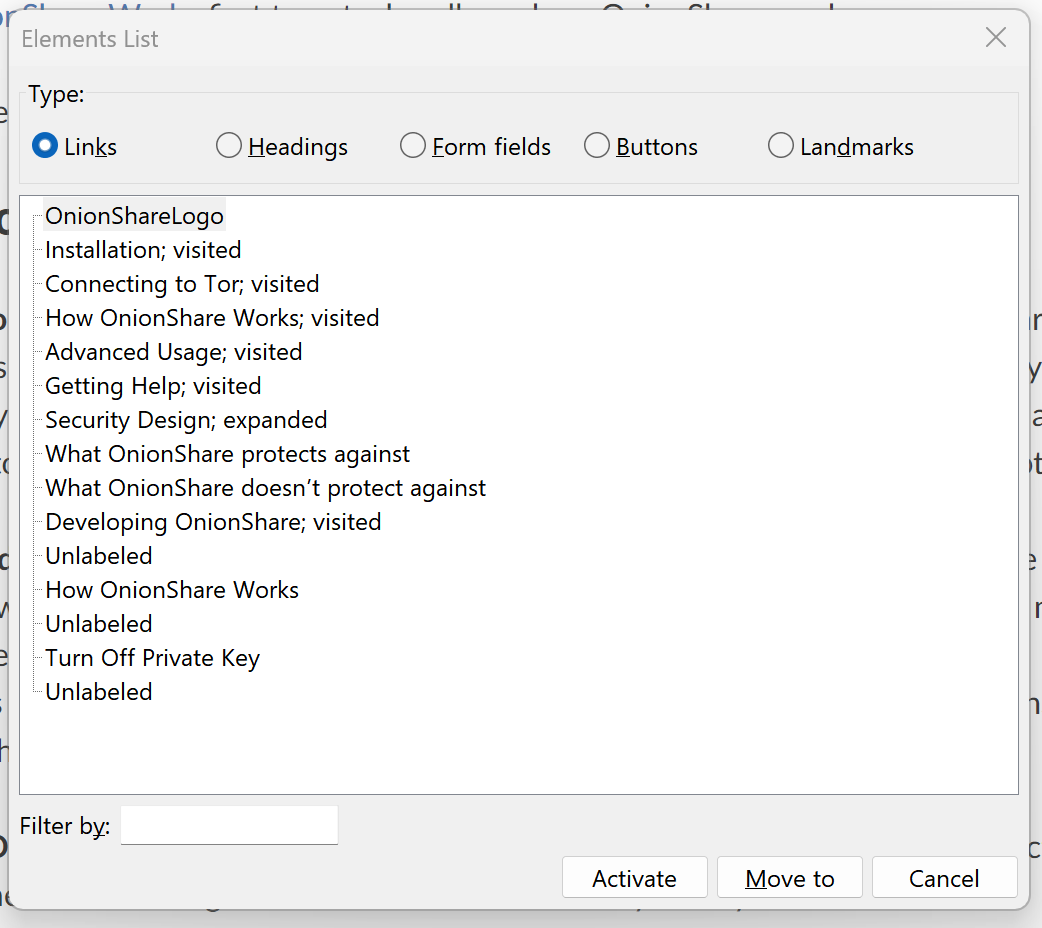 Elements List
Type:
Links
Headings
Form fields
Buttons
Landmarks
OnionShareLogo
Installation; visited
Connecting to Tor; visited
How OnionShare Works; visited
Advanced Usage; visited
Getting Help; visited
Security Design; expanded
What OnionShare protects against
What OnionShare doesn’t protect against
Developing OnionShare; visited
Unlabeled
How OnionShare Works
Unlabeled
Turn Off Private Key
Unlabeled
Filter by:
Activate
Move to
Cancel